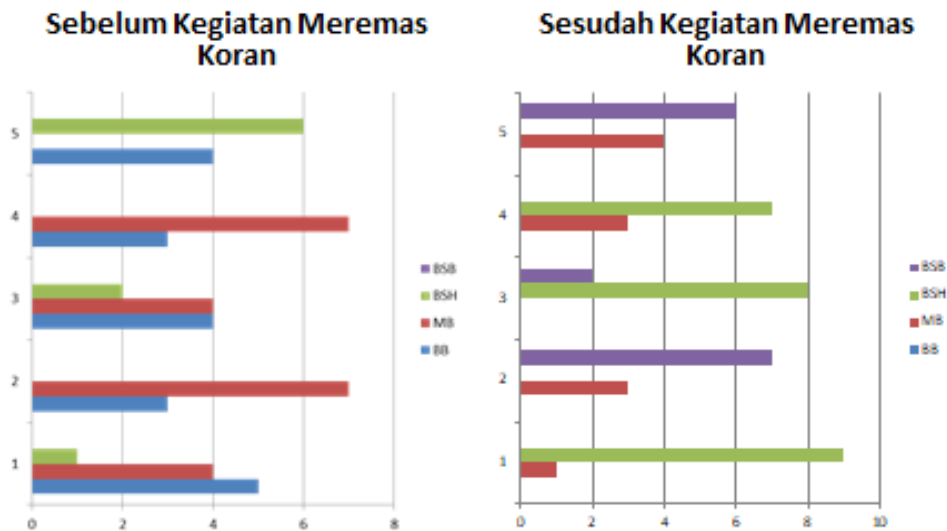 Sebelum Kegiatan Meremas
Koran
5
4
3
2
1
0 2 4 6 8
BSB
BSH
MB
BB
Sesudah Kegiatan Meremas
Koran
5
4
3
2
1
0 2 4 6 8 10
BSB
BSH
MB
BB